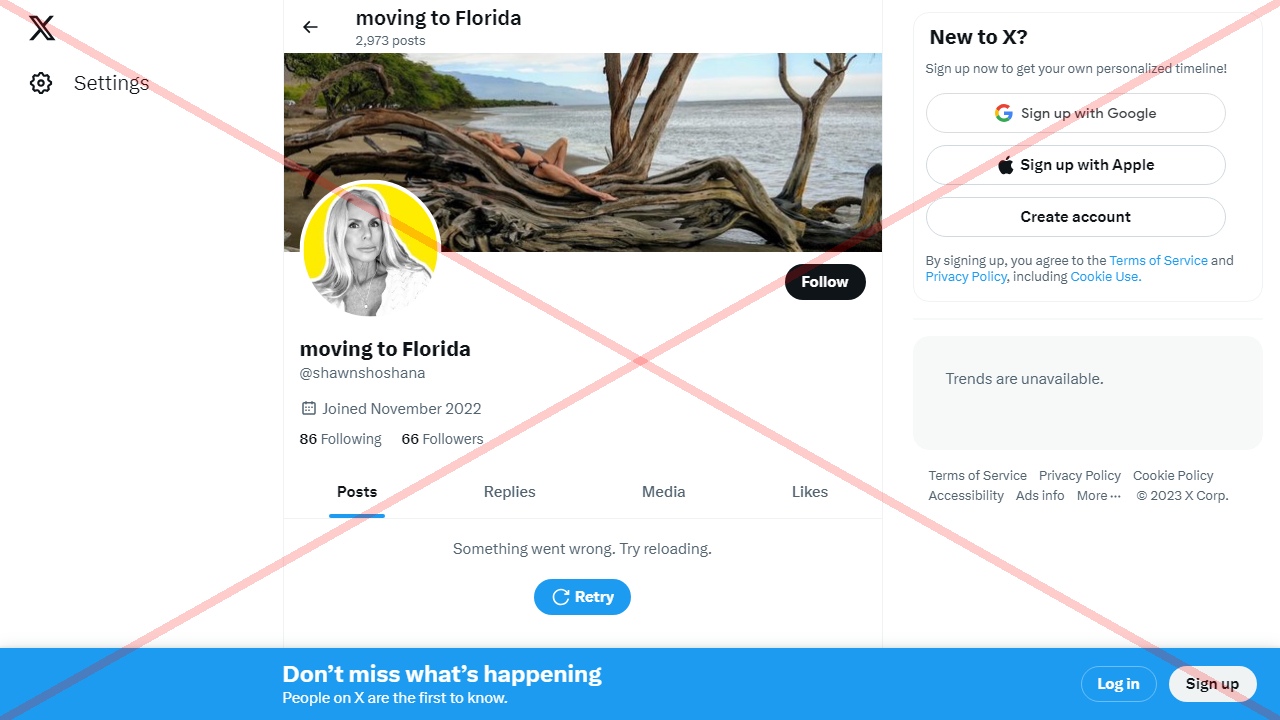 Settings
moving to Florida
2,973 posts
Follow
moving to Florida
@shawnshoshana
Joined November 2022
86 Following 66 Followers
Posts Replies Media Likes
Something went wrong. Try reloading.
Retry
New to X?
Sign up now to get your own personalized timeline!
Sign up with Google
Sign up with Apple
Create account
By signing up, you agree to the Terms of Service and
Privacy Policy, including Cookie Use.
Trends are unavailable.
Terms of Service Privacy Policy Cookie Policy
Accessibility Ads info More ··· © 2023 X Corp.
Don’t miss what’s happening
People on X are the first to know.
Log in Sign up